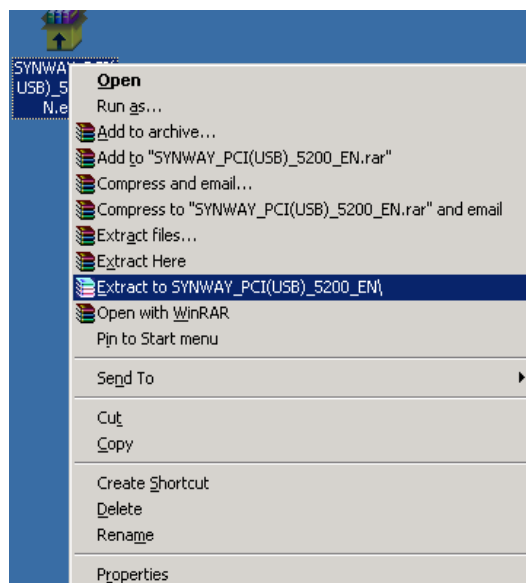 SYNWAY
USB)_5
N.e
Open
Run as...
Add to archive...
Add to "SYNWAY_PCI(USB)_5200_EN.rar"
Compress and email...
Compress to "SYNWAY_PCI(USB)_5200_EN.rar" and email
Extract files...
Extract Here
Extract to SYNWAY_PCI(USB)_5200_EN\
Open with WinRAR
Pin to Start menu
Send To
Cut
Copy
Create Shortcut
Delete
Rename
Properties